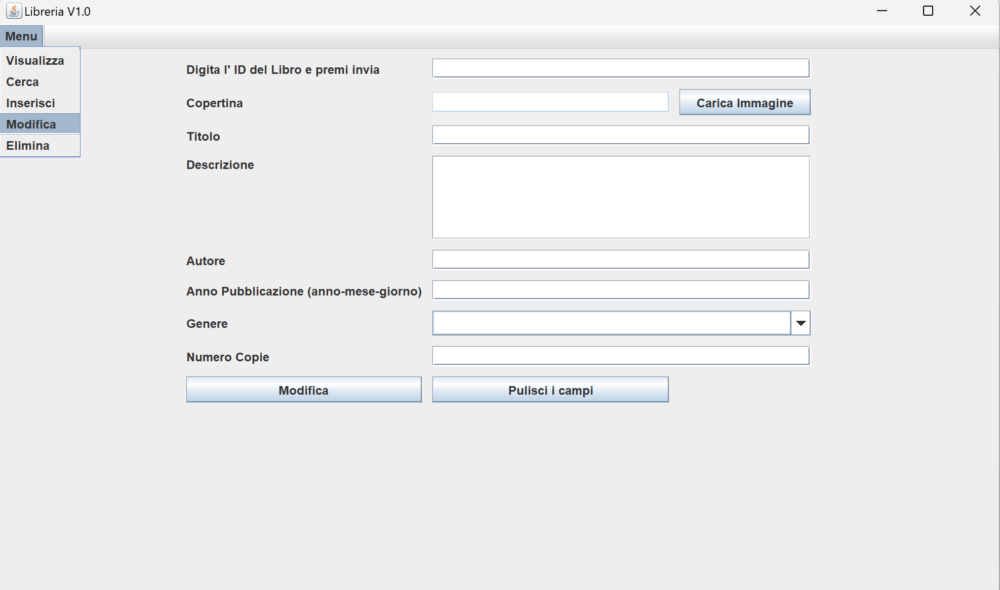 Libreria V1.0
Menu
Visualizza
Cerca
Inserisci
Modifica
Elimina
Digita l' ID del Libro e premi invia
Copertina
Carica Immagine
Titolo
Descrizione
Autore
Anno Pubblicazione (anno-mese-giorno)
Genere
Numero Copie
Modifica
Pulisci i campi